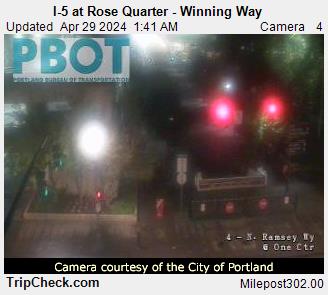 I-5 at Rose Quarter - Winning Way
Updated Apr 29 2024 1:41 AM Camera 4
PBOT
PORTLAND BUREAU OF TRANSPORTATION
4 - N. Ramsey Wy
@ One Ctr
Camera courtesy of the City of Portland
TripCheck.com Milepost302.00